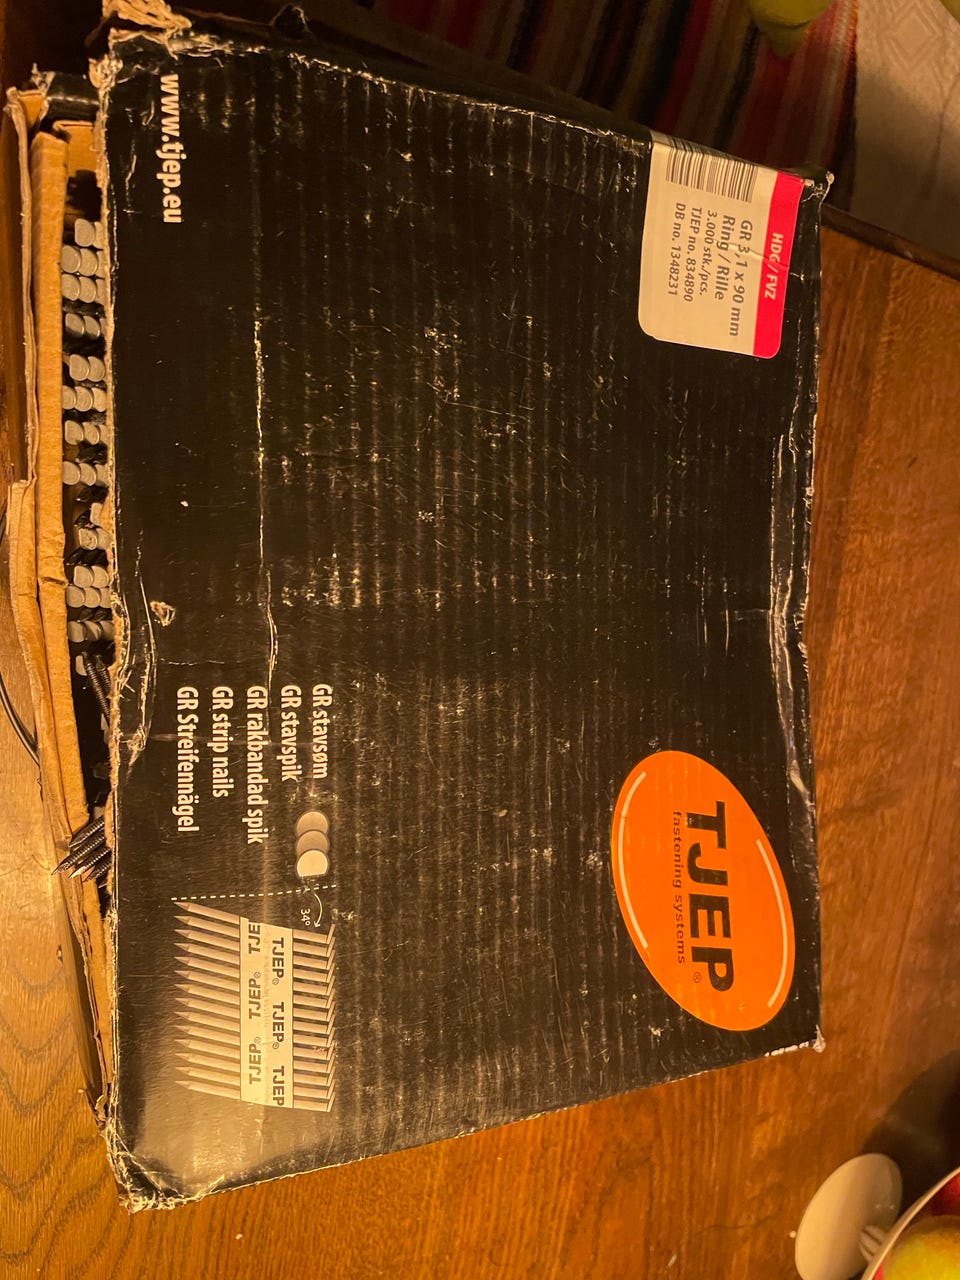 TJEP
fastening systems
®
HDG / FVZ
GR 3,1 x 90 mm
Ring / Rille
3.000 stk./pcs.
TJEP no. 834890
DB no. 1348231
GR stavsøm
GR stavspik
GR rakbandad spik
GR strip nails
GR Streifennägel
34°
TJEP® TJEP® TJEP
TJE TJEP® TJEP®
www.tjep.eu